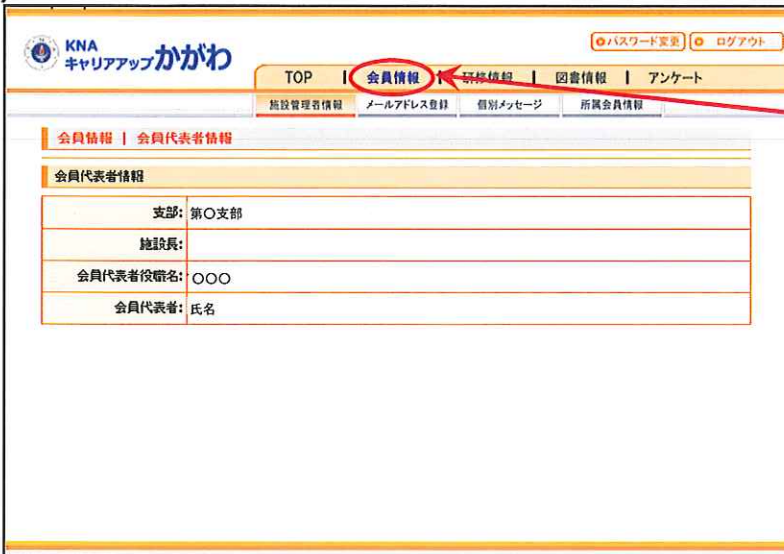 KNA
キャリアアップかがわ
パスワード変更 ログアウト
TOP | 会員情報 | 研修情報 | 図書情報 | アンケート
施設管理者情報 メールアドレス登録 個別メッセージ 所属会員情報
会員情報 | 会員代表者情報
会員代表者情報
支部: 第〇支部
施設長:
会員代表者役職名: 〇〇〇
会員代表者: 氏名